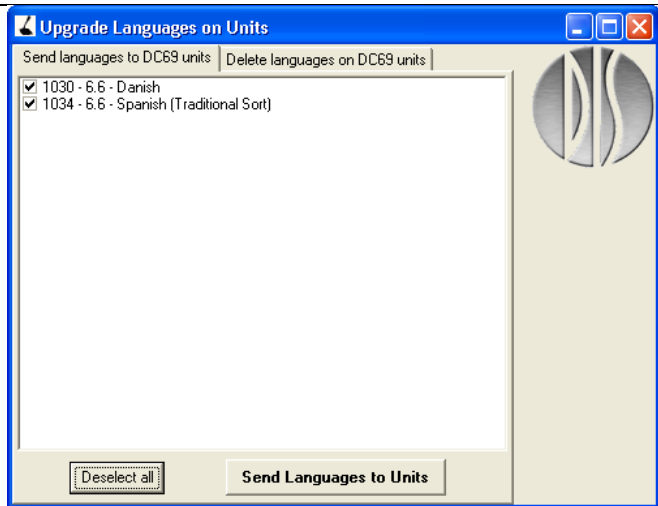 Upgrade Languages on Units
Send languages to DC69 units
Delete languages on DC69 units
1030 - 6.6 - Danish
1034 - 6.6 - Spanish (Traditional Sort)
DIS
Deselect all
Send Languages to Units